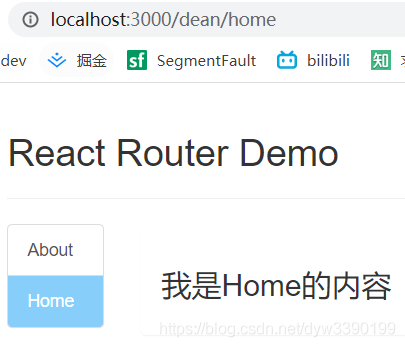 localhost:3000/dean/home
dev 掘金 sf SegmentFault bilibili 知
React Router Demo
About
Home
我是Home的内容
https://blog.csdn.net/dyw3390199